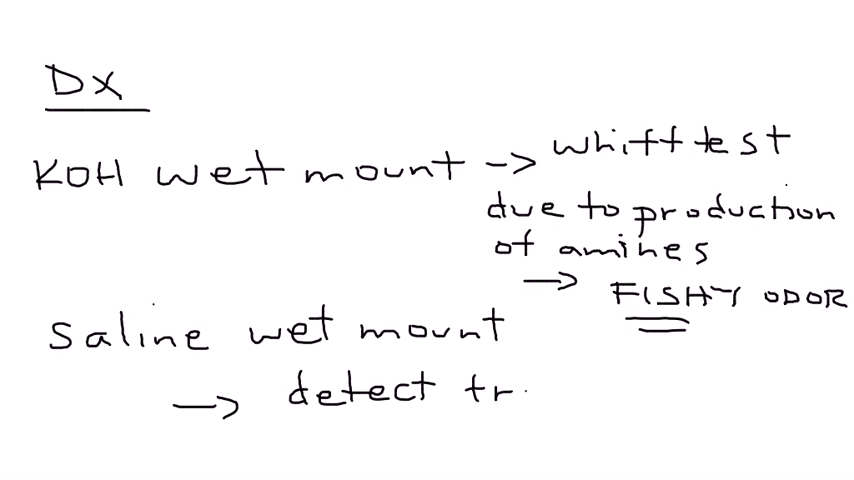 Dx
KOH wet mount -> whiff test
due to production
of amines
-> FISHY ODOR
saline wet mount
-> detect tr